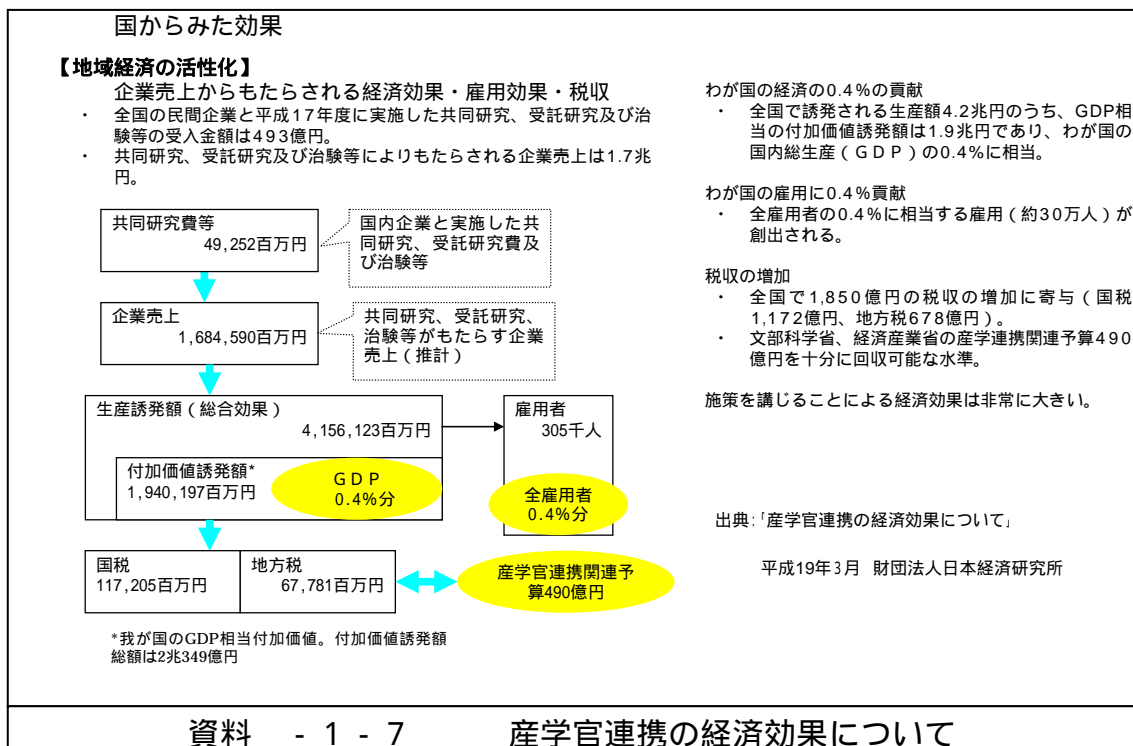 国からみた効果
【地域経済の活性化】
企業売上からもたらされる経済効果・雇用効果・税収
・ 全国の民間企業と平成17年度に実施した共同研究、受託研究及び治
験等の受入金額は493億円。
・ 共同研究、受託研究及び治験等によりもたらされる企業売上は1.7兆
円。
共同研究費等
49,252百万円
国内企業と実施した共
同研究、受託研究費及
び治験等
企業売上
1,684,590百万円
共同研究、受託研究、
治験等がもたらす企業
売上(推計)
生産誘発額(総合効果)
4,156,123百万円
付加価値誘発額*
1,940,197百万円
GDP
0.4%分
雇用者
305千人
全雇用者
0.4%分
国税
117,205百万円
地方税
67,781百万円
産学官連携関連予
算490億円
*我が国のGDP相当付加価値。付加価値誘発額
総額は2兆349億円
わが国の経済の0.4%の貢献
・ 全国で誘発される生産額4.2兆円のうち、GDP相
当の付加価値誘発額は1.9兆円であり、わが国の
国内総生産(GDP)の0.4%に相当。
わが国の雇用に0.4%貢献
・ 全雇用者の0.4%に相当する雇用(約30万人)が
創出される。
税収の増加
・ 全国で1,850億円の税収の増加に寄与(国税
1,172億円、地方税678億円)。
・ 文部科学省、経済産業省の産学連携関連予算490
億円を十分に回収可能な水準。
施策を講じることによる経済効果は非常に大きい。
出典:「産学官連携の経済効果について」
平成19年3月 財団法人日本経済研究所
資料 -1-7 産学官連携の経済効果について